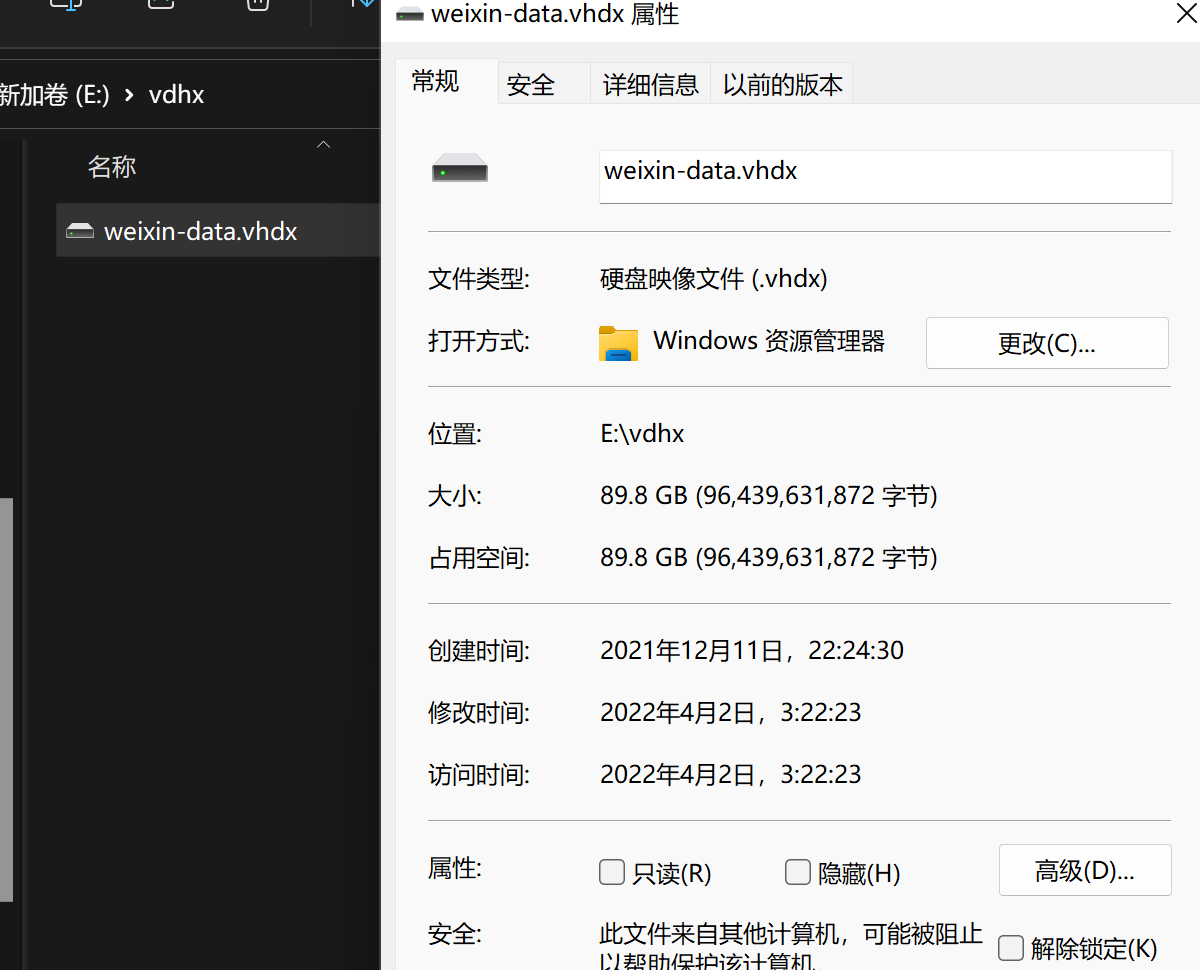 weixin-data.vhdx 属性
新加卷 (E:) › vdhx
名称
weixin-data.vhdx
常规
安全
详细信息
以前的版本
weixin-data.vhdx
文件类型: 硬盘映像文件 (.vhdx)
打开方式: Windows 资源管理器 更改(C)...
位置: E:\vdhx
大小: 89.8 GB (96,439,631,872 字节)
占用空间: 89.8 GB (96,439,631,872 字节)
创建时间: 2021年12月11日，22:24:30
修改时间: 2022年4月2日，3:22:23
访问时间: 2022年4月2日，3:22:23
属性: 只读(R) 隐藏(H) 高级(D)...
安全: 此文件来自其他计算机，可能被阻止
以帮助保护该计算机。
解除锁定(K)